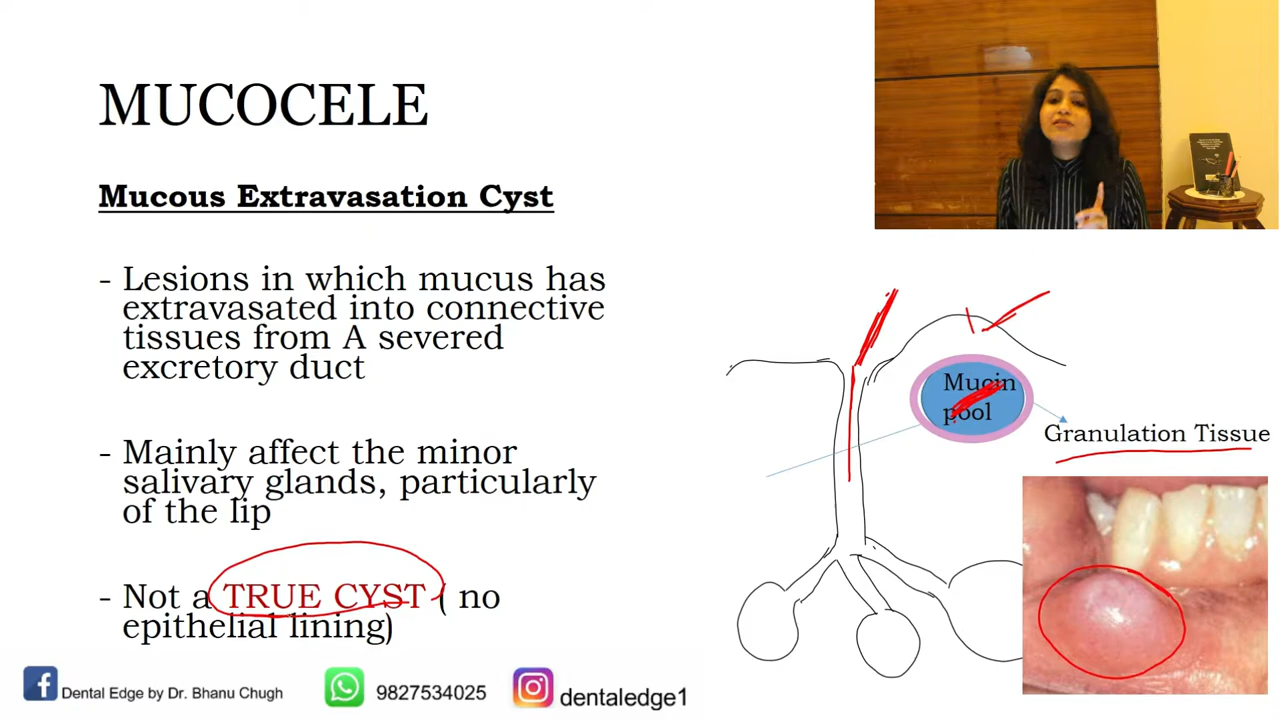 MUCOCELE
Mucous Extravasation Cyst
- Lesions in which mucus has
extravasated into connective
tissues from A severed
excretory duct
- Mainly affect the minor
salivary glands, particularly
of the lip
- Not a TRUE CYST ( no
epithelial lining)
Mucin
pool
Granulation Tissue
Dental Edge by Dr. Bhanu Chugh
9827534025
dentaledge1